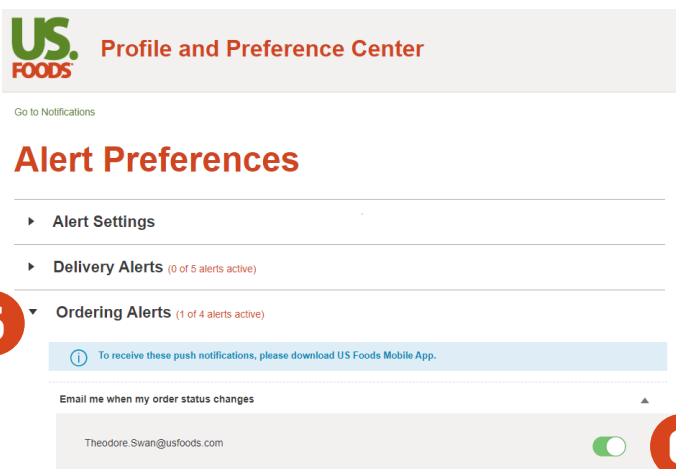 US.
FOODS
Profile and Preference Center
Go to Notifications
Alert Preferences
Alert Settings
Delivery Alerts (0 of 5 alerts active)
Ordering Alerts (1 of 4 alerts active)
To receive these push notifications, please download US Foods Mobile App.
Email me when my order status changes
Theodore.Swan@usfoods.com